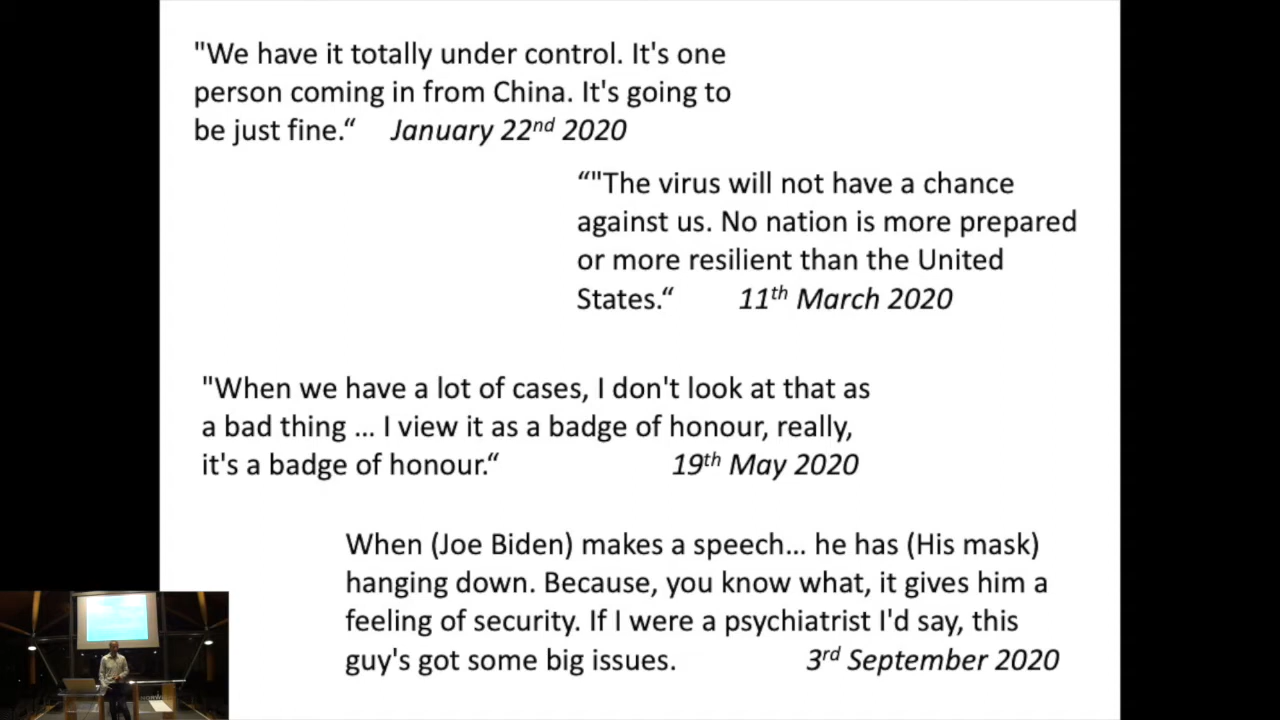 "We have it totally under control. It's one
person coming in from China. It's going to
be just fine.“ January 22nd 2020
“"The virus will not have a chance
against us. No nation is more prepared
or more resilient than the United
States.“ 11th March 2020
"When we have a lot of cases, I don't look at that as
a bad thing ... I view it as a badge of honour, really,
it's a badge of honour.“ 19th May 2020
When (Joe Biden) makes a speech... he has (His mask)
hanging down. Because, you know what, it gives him a
feeling of security. If I were a psychiatrist I'd say, this
guy's got some big issues. 3rd September 2020